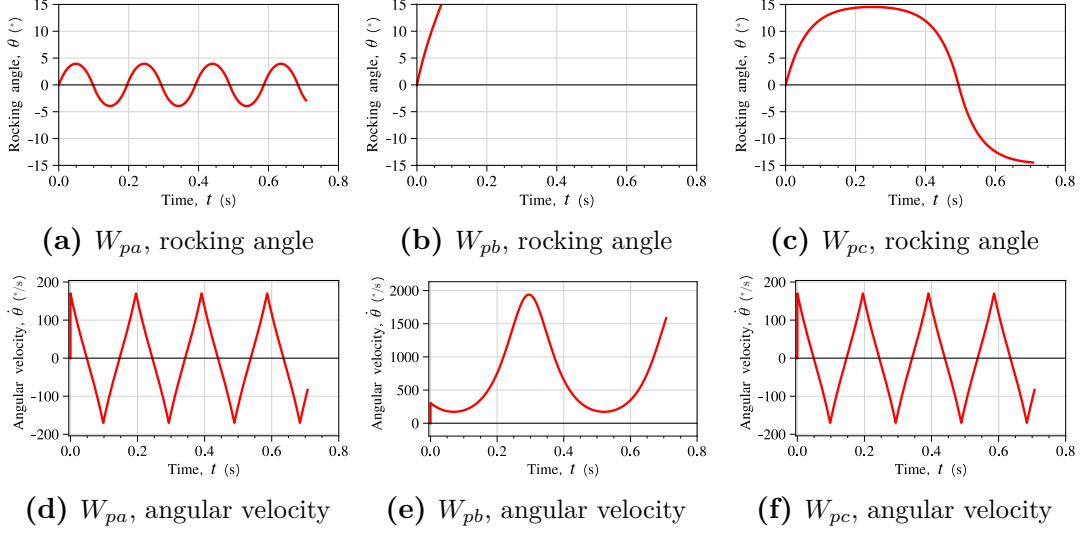 Rocking angle, θ (°)
15
10
5
0
-5
-10
-15
0.0 0.2 0.4 0.6 0.8
Time, t (s)
(a) W_pa, rocking angle
Rocking angle, θ (°)
15
10
5
0
-5
-10
-15
0.0 0.2 0.4 0.6 0.8
Time, t (s)
(b) W_pb, rocking angle
Rocking angle, θ (°)
15
10
5
0
-5
-10
-15
0.0 0.2 0.4 0.6 0.8
Time, t (s)
(c) W_pc, rocking angle
Angular velocity, θ̇ (°/s)
200
100
0
-100
-200
0.0 0.2 0.4 0.6 0.8
Time, t (s)
(d) W_pa, angular velocity
Angular velocity, θ̇ (°/s)
2000
1500
1000
500
0
0.0 0.2 0.4 0.6 0.8
Time, t (s)
(e) W_pb, angular velocity
Angular velocity, θ̇ (°/s)
200
100
0
-100
-200
0.0 0.2 0.4 0.6 0.8
Time, t (s)
(f) W_pc, angular velocity